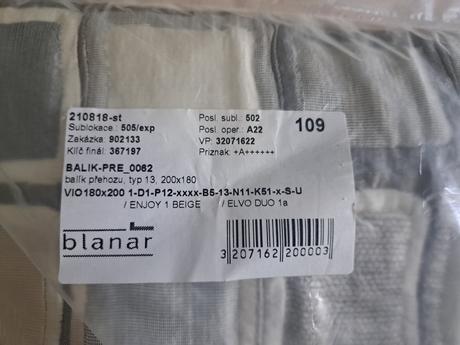 210818-st Posl. subl.: 502
Sublokace.: 505/exp Posl. oper.: A22 109
Zakázka: 902133 VP: 32071622
Klíč finál: 367197 Priznak: +A++++++
BALIK-PRE_0062
balík přehozu, typ 13, 200x180
VIO180x200 1-D1-P12-xxxx-B5-13-N11-K51-x-S-U
/ ENJOY 1 BEIGE / ELVO DUO 1a
blanář
3 207162 200003